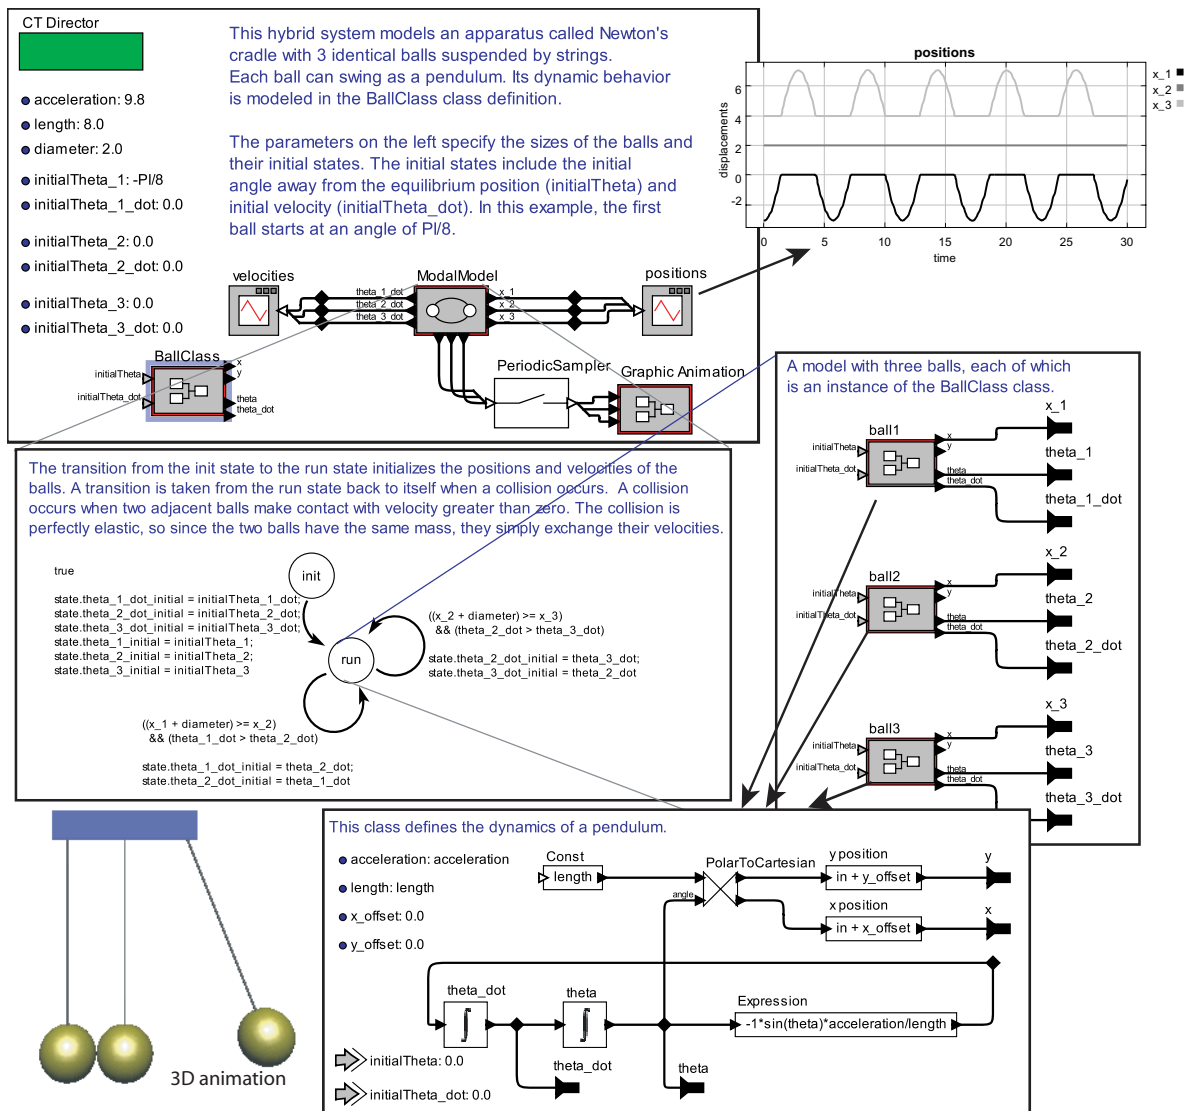 CT Director
This hybrid system models an apparatus called Newton's
cradle with 3 identical balls suspended by strings.
Each ball can swing as a pendulum. Its dynamic behavior
is modeled in the BallClass class definition.
The parameters on the left specify the sizes of the balls and
their initial states. The initial states include the initial
angle away from the equilibrium position (initialTheta) and
initial velocity (initialTheta_dot). In this example, the first
ball starts at an angle of PI/8.
acceleration: 9.8
length: 8.0
diameter: 2.0
initialTheta_1: -PI/8
initialTheta_1_dot: 0.0
initialTheta_2: 0.0
initialTheta_2_dot: 0.0
initialTheta_3: 0.0
initialTheta_3_dot: 0.0
velocities
theta_1_dot
theta_2_dot
theta_3_dot
ModalModel
x_1
x_2
x_3
positions
BallClass
initialTheta
initialTheta_dot
x
y
theta
theta_dot
PeriodicSampler
Graphic Animation
positions
displacements
6
4
2
0
-2
0
5
10
15
20
25
30
time
x_1
x_2
x_3
A model with three balls, each of which
is an instance of the BallClass class.
ball1
initialTheta
initialTheta_dot
x
y
theta
theta_dot
x_1
theta_1
theta_1_dot
ball2
initialTheta
initialTheta_dot
x
y
theta
theta_dot
x_2
theta_2
theta_2_dot
ball3
initialTheta
initialTheta_dot
x
y
theta
theta_dot
x_3
theta_3
theta_3_dot
The transition from the init state to the run state initializes the positions and velocities of the
balls. A transition is taken from the run state back to itself when a collision occurs. A collision
occurs when two adjacent balls make contact with velocity greater than zero. The collision is
perfectly elastic, so since the two balls have the same mass, they simply exchange their velocities.
true
state.theta_1_dot_initial = initialTheta_1_dot;
state.theta_2_dot_initial = initialTheta_2_dot;
state.theta_3_dot_initial = initialTheta_3_dot;
state.theta_1_initial = initialTheta_1;
state.theta_2_initial = initialTheta_2;
state.theta_3_initial = initialTheta_3
init
run
((x_2 + diameter) >= x_3)
&& (theta_2_dot > theta_3_dot)
state.theta_2_dot_initial = theta_3_dot;
state.theta_3_dot_initial = theta_2_dot
((x_1 + diameter) >= x_2)
&& (theta_1_dot > theta_2_dot)
state.theta_1_dot_initial = theta_2_dot;
state.theta_2_dot_initial = theta_1_dot
3D animation
This class defines the dynamics of a pendulum.
acceleration: acceleration
length: length
x_offset: 0.0
y_offset: 0.0
Const
length
PolarToCartesian
angle
y position
in + y_offset
y
x position
in + x_offset
x
theta_dot
theta
Expression
-1*sin(theta)*acceleration/length
initialTheta: 0.0
initialTheta_dot: 0.0
theta_dot
theta